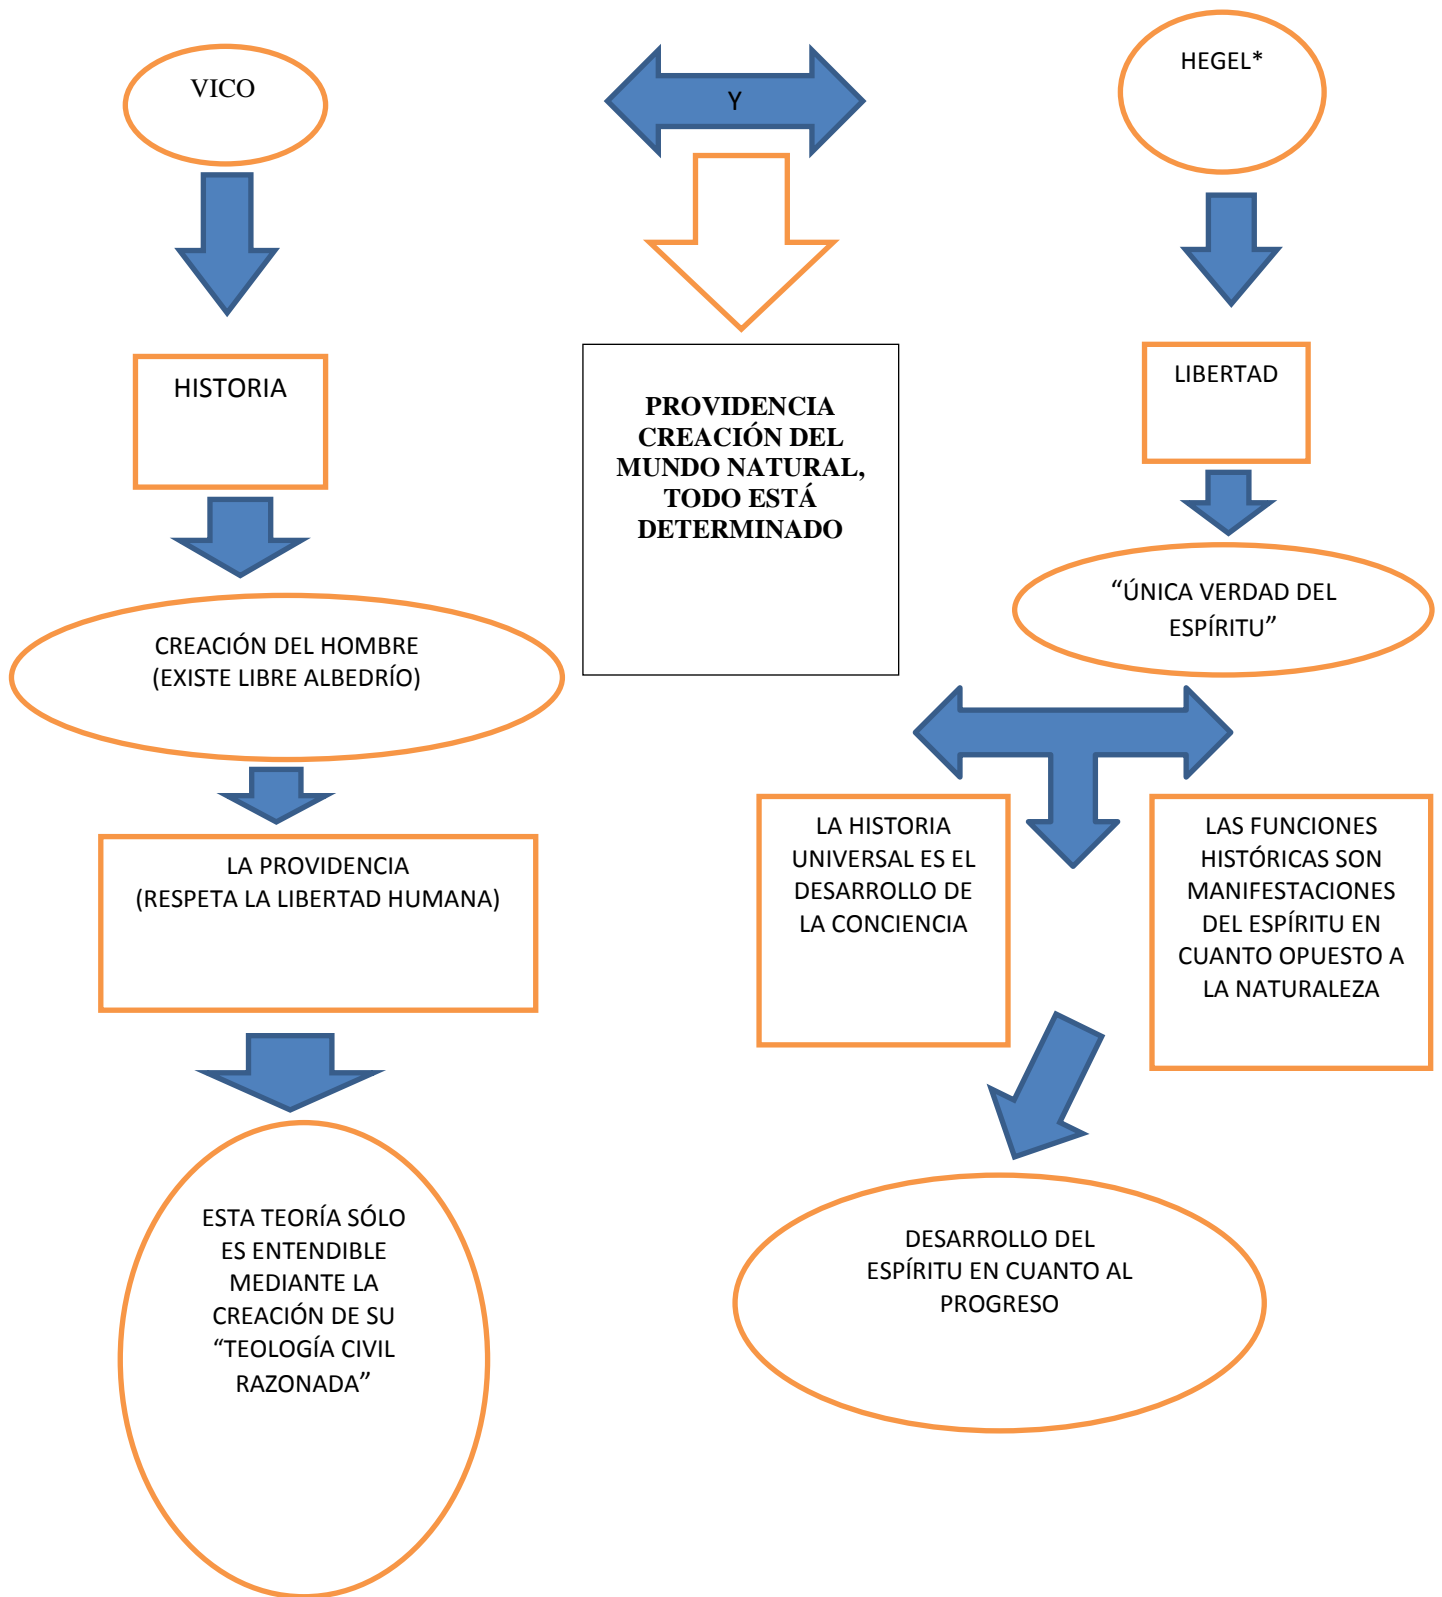 VICO
Y
HEGEL*
HISTORIA
PROVIDENCIA
CREACIÓN DEL
MUNDO NATURAL,
TODO ESTÁ
DETERMINADO
LIBERTAD
CREACIÓN DEL HOMBRE
(EXISTE LIBRE ALBEDRÍO)
“ÚNICA VERDAD DEL
ESPÍRITU”
LA PROVIDENCIA
(RESPETA LA LIBERTAD HUMANA)
LA HISTORIA
UNIVERSAL ES EL
DESARROLLO DE
LA CONCIENCIA
LAS FUNCIONES
HISTÓRICAS SON
MANIFESTACIONES
DEL ESPÍRITU EN
CUANTO OPUESTO A
LA NATURALEZA
ESTA TEORÍA SÓLO
ES ENTENDIBLE
MEDIANTE LA
CREACIÓN DE SU
“TEOLOGÍA CIVIL
RAZONADA”
DESARROLLO DEL
ESPÍRITU EN CUANTO AL
PROGRESO